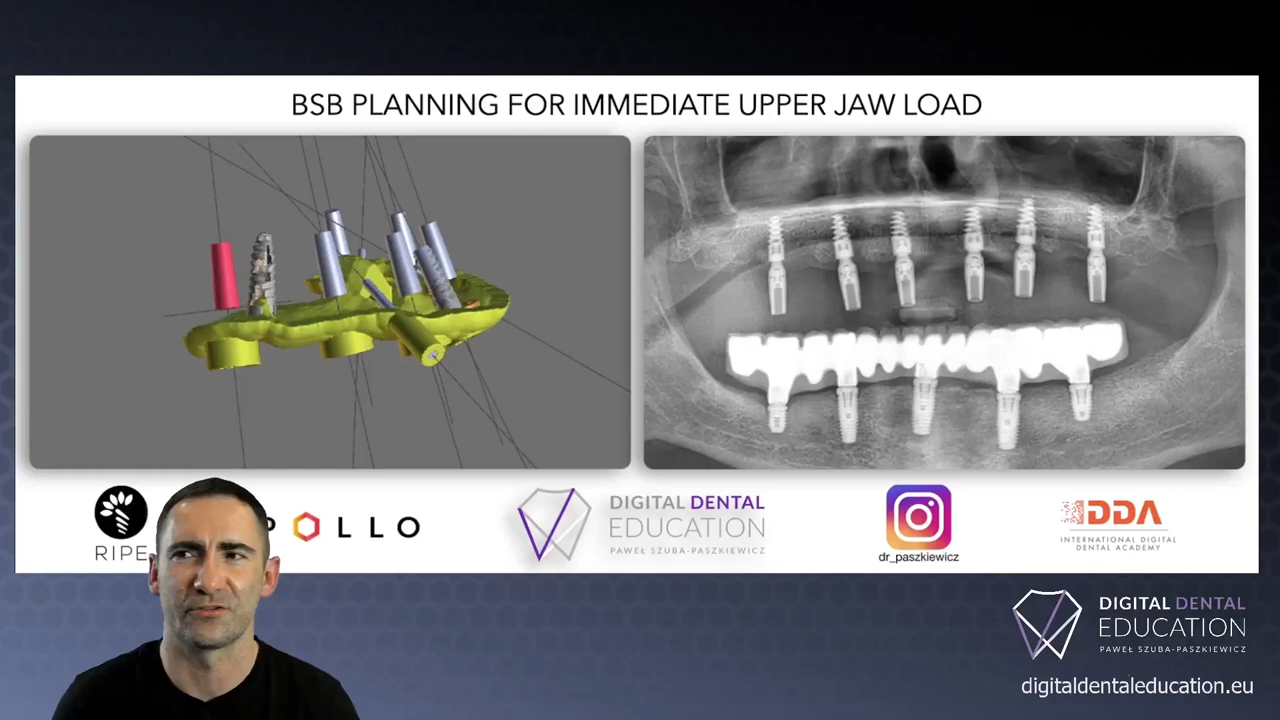 BSB PLANNING FOR IMMEDIATE UPPER JAW LOAD
RIPE
P LLO
DIGITAL DENTAL
EDUCATION
PAWEŁ SZUBA-PASZKIEWICZ
dr_paszkiewicz
IDDA
INTERNATIONAL DIGITAL
DENTAL ACADEMY
DIGITAL DENTAL
EDUCATION
PAWEŁ SZUBA-PASZKIEWICZ
digitaldentaleducation.eu